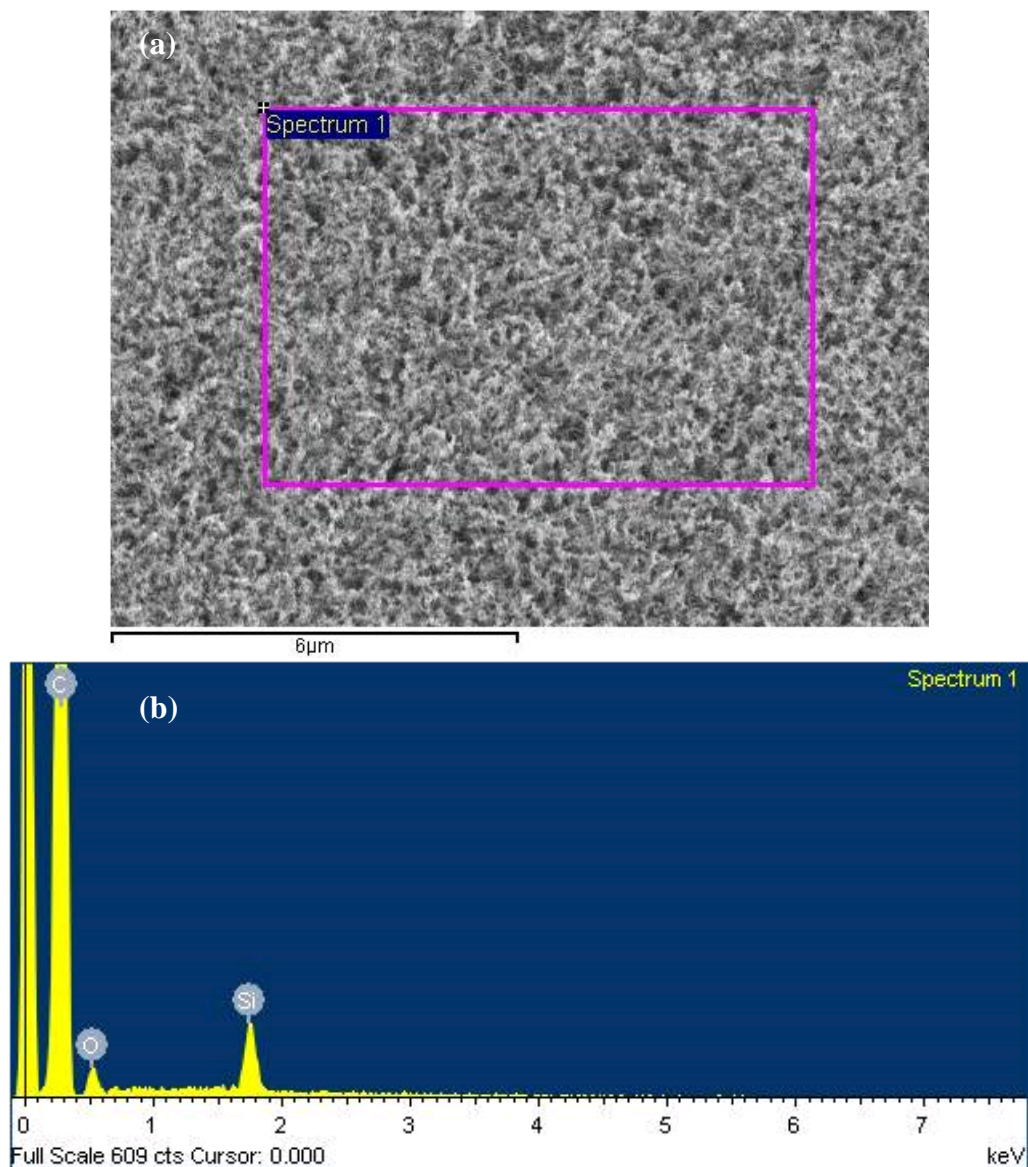 (a)
Spectrum 1
6µm
Spectrum 1
(b)
C
O
Si
0 1 2 3 4 5 6 7
Full Scale 609 cts Cursor: 0.000 keV